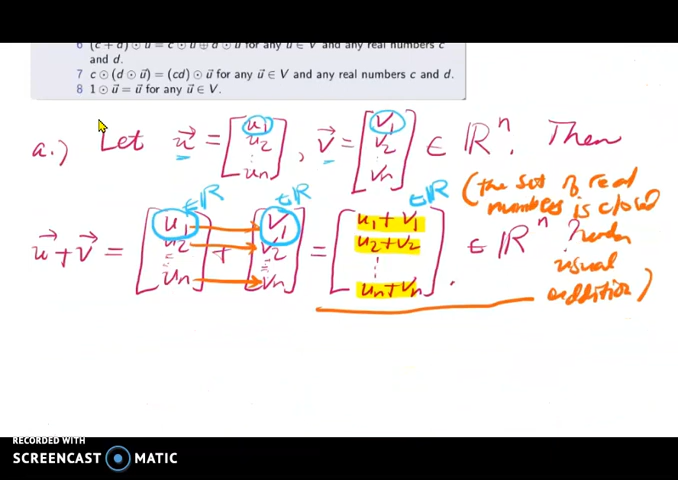 6 (c + d) ⊙ u⃗ = c ⊙ u⃗ ⊕ d ⊙ u⃗ for any u⃗ ∈ V and any real numbers c
and d.
7 c ⊙ (d ⊙ u⃗) = (cd) ⊙ u⃗ for any u⃗ ∈ V and any real numbers c and d.
8 1 ⊙ u⃗ = u⃗ for any u⃗ ∈ V.
a.) Let u⃗ = [u1 u2 ⋮ un], v⃗ = [v1 v2 ⋮ vn] ∈ ℝ^n. Then
u⃗ + v⃗ = [u1 u2 ⋮ un] + [v1 v2 ⋮ vn] = [u1+v1 u2+v2 ⋮ un+vn] ∈ ℝ^n ?
∈ℝ ∈ℝ ∈ℝ
(the set of real
numbers is closed
under
usual
addition)
RECORDED WITH
SCREENCAST MATIC